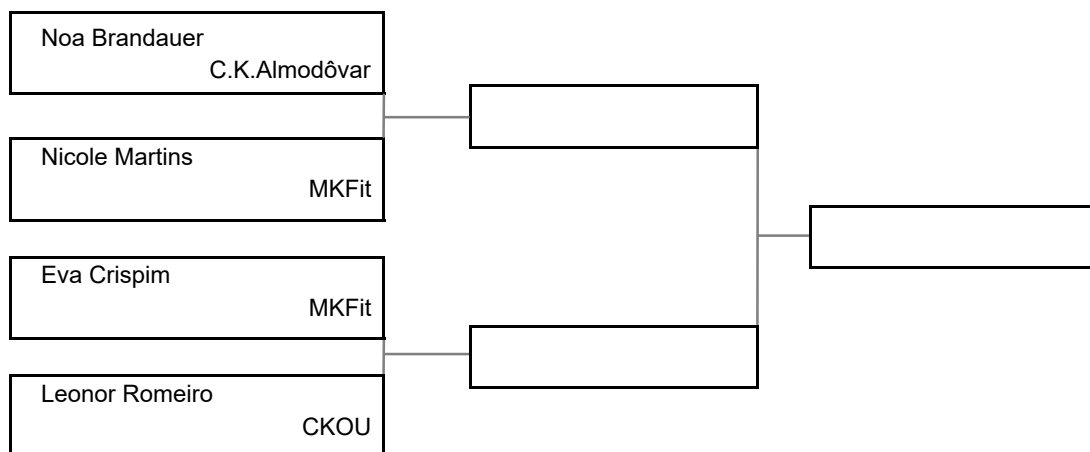 Noa Brandauer
C.K.Almodôvar
Nicole Martins
MKFit
Eva Crispim
MKFit
Leonor Romeiro
CKOU